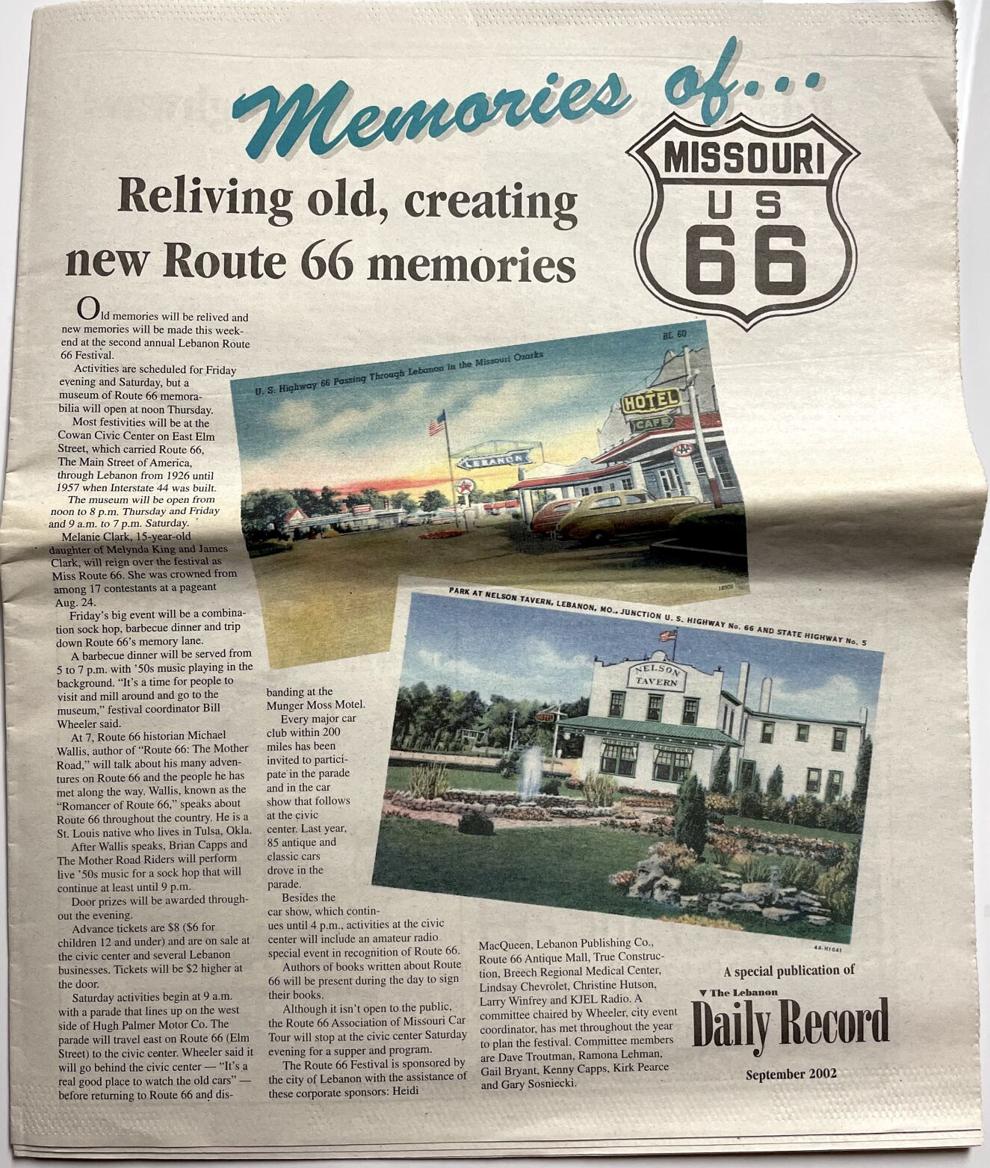 Memories of...
MISSOURI
US
66
Reliving old, creating
new Route 66 memories
Old memories will be relived and
new memories will be made this week-
end at the second annual Lebanon Route
66 Festival.
Activities are scheduled for Friday
evening and Saturday, but a
museum of Route 66 memora-
bilia will open at noon Thursday.
Most festivities will be at the
Cowan Civic Center on East Elm
Street, which carried Route 66,
The Main Street of America,
through Lebanon from 1926 until
1957 when Interstate 44 was built.
The museum will be open from
noon to 8 p.m. Thursday and Friday
and 9 a.m. to 7 p.m. Saturday.
Melanie Clark, 15-year-old
daughter of Melynda King and James
Clark, will reign over the festival as
Miss Route 66. She was crowned from
among 17 contestants at a pageant
Aug. 24.
Friday's big event will be a combina-
tion sock hop, barbecue dinner and trip
down Route 66's memory lane.
A barbecue dinner will be served from
5 to 7 p.m. with '50s music playing in the
background. “It's a time for people to
visit and mill around and go to the
museum,” festival coordinator Bill
Wheeler said.
At 7, Route 66 historian Michael
Wallis, author of “Route 66: The Mother
Road,” will talk about his many adven-
tures on Route 66 and the people he has
met along the way. Wallis, known as the
“Romancer of Route 66,” speaks about
Route 66 throughout the country. He is a
St. Louis native who lives in Tulsa, Okla.
After Wallis speaks, Brian Capps and
The Mother Road Riders will perform
live '50s music for a sock hop that will
continue at least until 9 p.m.
Door prizes will be awarded through-
out the evening.
Advance tickets are $8 ($6 for
children 12 and under) and are on sale at
the civic center and several Lebanon
businesses. Tickets will be $2 higher at
the door.
Saturday activities begin at 9 a.m.
with a parade that lines up on the west
side of Hugh Palmer Motor Co. The
parade will travel east on Route 66 (Elm
Street) to the civic center. Wheeler said it
will go behind the civic center — “It's a
real good place to watch the old cars” —
before returning to Route 66 and dis-
banding at the
Munger Moss Motel.
Every major car
club within 200
miles has been
invited to partici-
pate in the parade
and in the car
show that follows
at the civic
center. Last year,
85 antique and
classic cars
drove in the
parade.
Besides the
car show, which contin-
ues until 4 p.m., activities at the civic
center will include an amateur radio
special event in recognition of Route 66.
Authors of books written about Route
66 will be present during the day to sign
their books.
Although it isn't open to the public,
the Route 66 Association of Missouri Car
Tour will stop at the civic center Saturday
evening for a supper and program.
The Route 66 Festival is sponsored by
the city of Lebanon with the assistance of
these corporate sponsors: Heidi
MacQueen, Lebanon Publishing Co.,
Route 66 Antique Mall, True Construc-
tion, Breech Regional Medical Center,
Lindsay Chevrolet, Christine Hutson,
Larry Winfrey and KJEL Radio. A
committee chaired by Wheeler, city event
coordinator, has met throughout the year
to plan the festival. Committee members
are Dave Troutman, Ramona Lehman,
Gail Bryant, Kenny Capps, Kirk Pearce
and Gary Sosniecki.
U. S. Highway 66 Passing Through Lebanon in the Missouri Ozarks
BL 60
HOTEL
CAFE
AAA
LEBANON
PARK AT NELSON TAVERN, LEBANON, MO., JUNCTION U. S. HIGHWAY No. 66 AND STATE HIGHWAY No. 5
NELSON
TAVERN
A special publication of
The Lebanon
Daily Record
September 2002